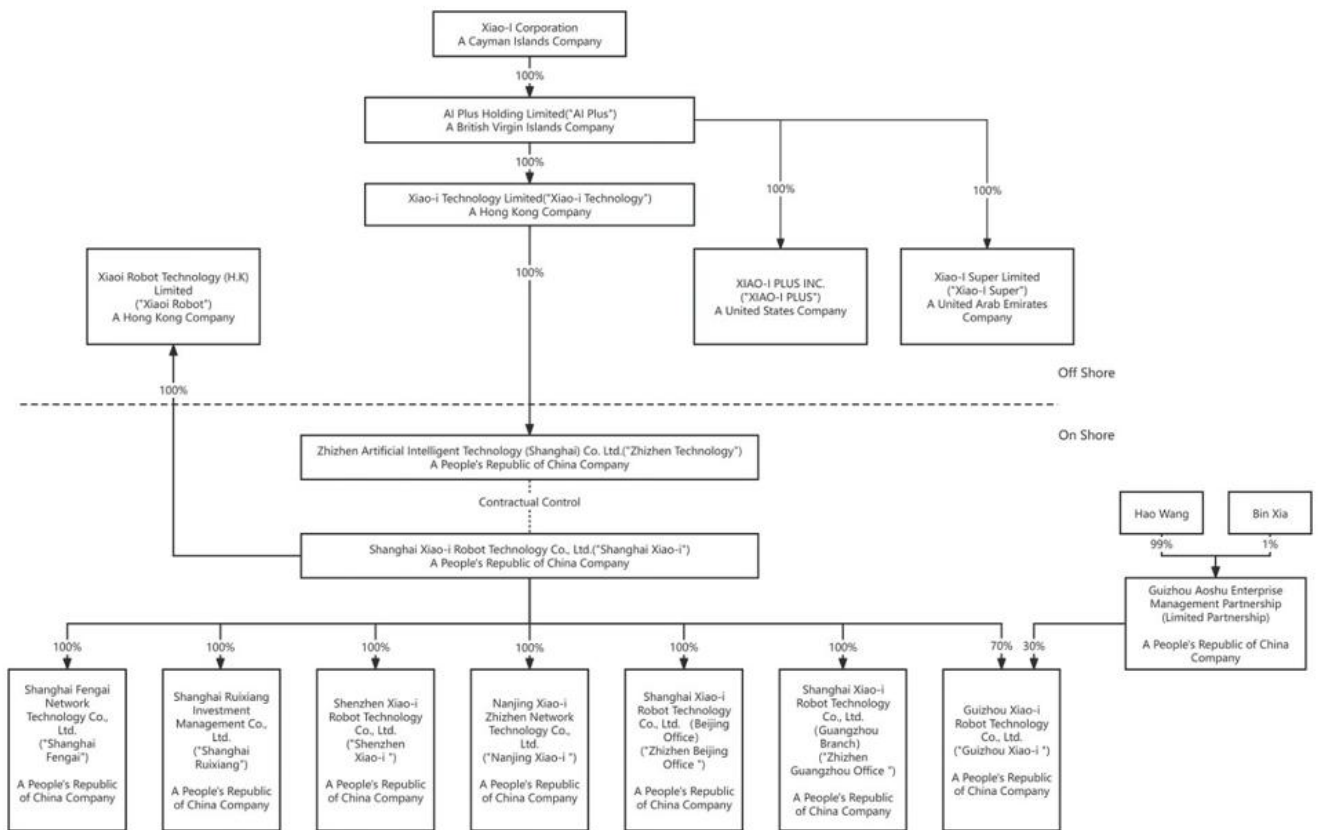 Xiao-I Corporation
A Cayman Islands Company
100%
AI Plus Holding Limited("AI Plus")
A British Virgin Islands Company
100%
Xiao-i Technology Limited("Xiao-i Technology")
A Hong Kong Company
100%
100%
100%
Xiaoi Robot Technology (H.K)
Limited
("Xiaoi Robot")
A Hong Kong Company
XIAO-I PLUS INC.
("XIAO-I PLUS")
A United States Company
Xiao-I Super Limited
("Xiao-I Super")
A United Arab Emirates
Company
100%
Off Shore
On Shore
Zhizhen Artificial Intelligent Technology (Shanghai) Co. Ltd.("Zhizhen Technology")
A People's Republic of China Company
Contractual Control
Shanghai Xiao-i Robot Technology Co., Ltd.("Shanghai Xiao-i")
A People's Republic of China Company
Hao Wang
Bin Xia
99%
1%
Guizhou Aoshu Enterprise
Management Partnership
(Limited Partnership)
A People's Republic of China
Company
100%
100%
100%
100%
100%
100%
70%
30%
Shanghai Fengai
Network
Technology Co.,
Ltd.
("Shanghai
Fengai")
A People's Republic
of China Company
Shanghai Ruixiang
Investment
Management Co.,
Ltd.
("Shanghai
Ruixiang")
A People's Republic
of China Company
Shenzhen Xiao-i
Robot Technology
Co., Ltd.
("Shenzhen
Xiao-i ")
A People's Republic
of China Company
Nanjing Xiao-i
Zhizhen Network
Technology Co.,
Ltd.
("Nanjing Xiao-i ")
A People's Republic
of China Company
Shanghai Xiao-i
Robot Technology
Co., Ltd. (Beijing
Office)
("Zhizhen Beijing
Office ")
A People's Republic
of China Company
Shanghai Xiao-i
Robot Technology
Co., Ltd.
(Guangzhou
Branch)
("Zhizhen
Guangzhou Office ")
A People's Republic
of China Company
Guizhou Xiao-i
Robot Technology
Co., Ltd.
("Guizhou Xiao-i ")
A People's Republic
of China Company